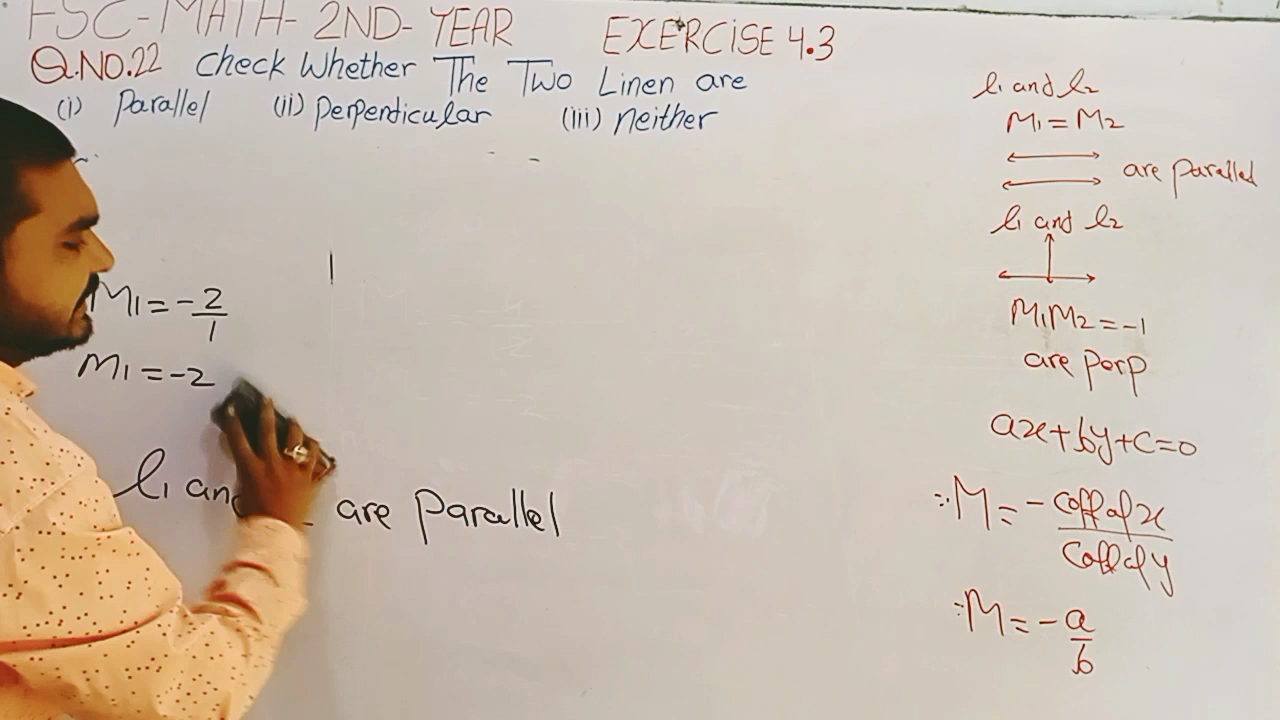 FSC-MATH-2ND-YEAR EXERCISE 4.3
Q.NO.22 Check Whether The Two Linen are
(i) Parallel (ii) Perpendicular (iii) neither
M1 = -2/1
M1 = -2
l1 and are Parallel
l1 and l2
M1 = M2
are parallel
l1 and l2
M1M2 = -1
are perp
ax+by+c=0
∵ M = - coff of x / coff of y
∵ M = - a/b